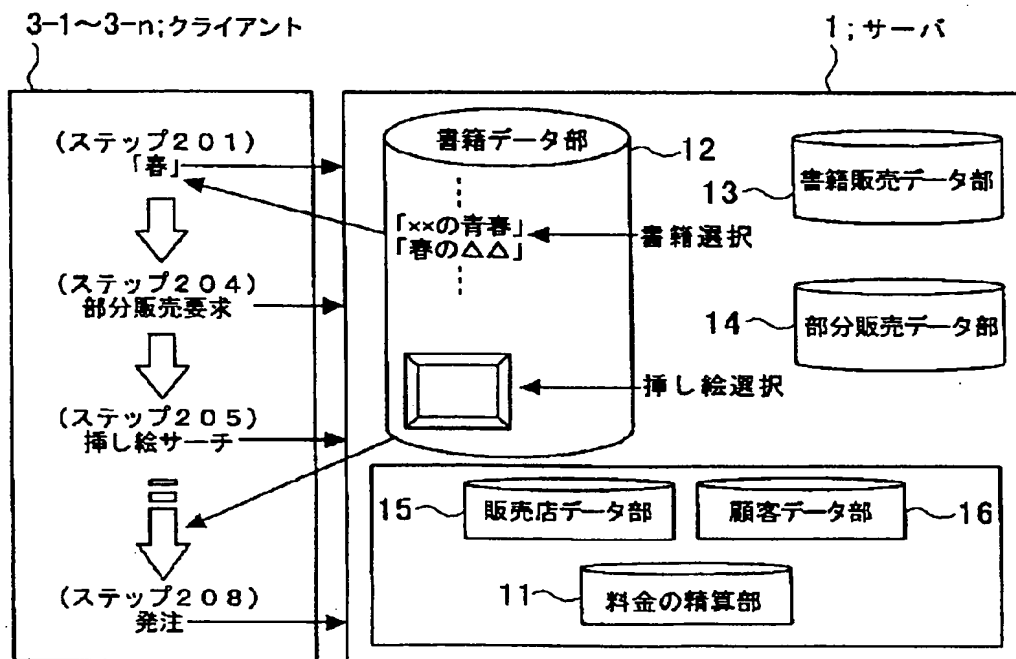 3-1～3-n;クライアント
1;サーバ
(ステップ201)
「春」
(ステップ204)
部分販売要求
(ステップ205)
挿し絵サーチ
(ステップ208)
発注
書籍データ部
12
「××の青春」
「春の△△」
書籍選択
挿し絵選択
書籍販売データ部
13
14
部分販売データ部
15
販売店データ部
顧客データ部
16
11
料金の精算部